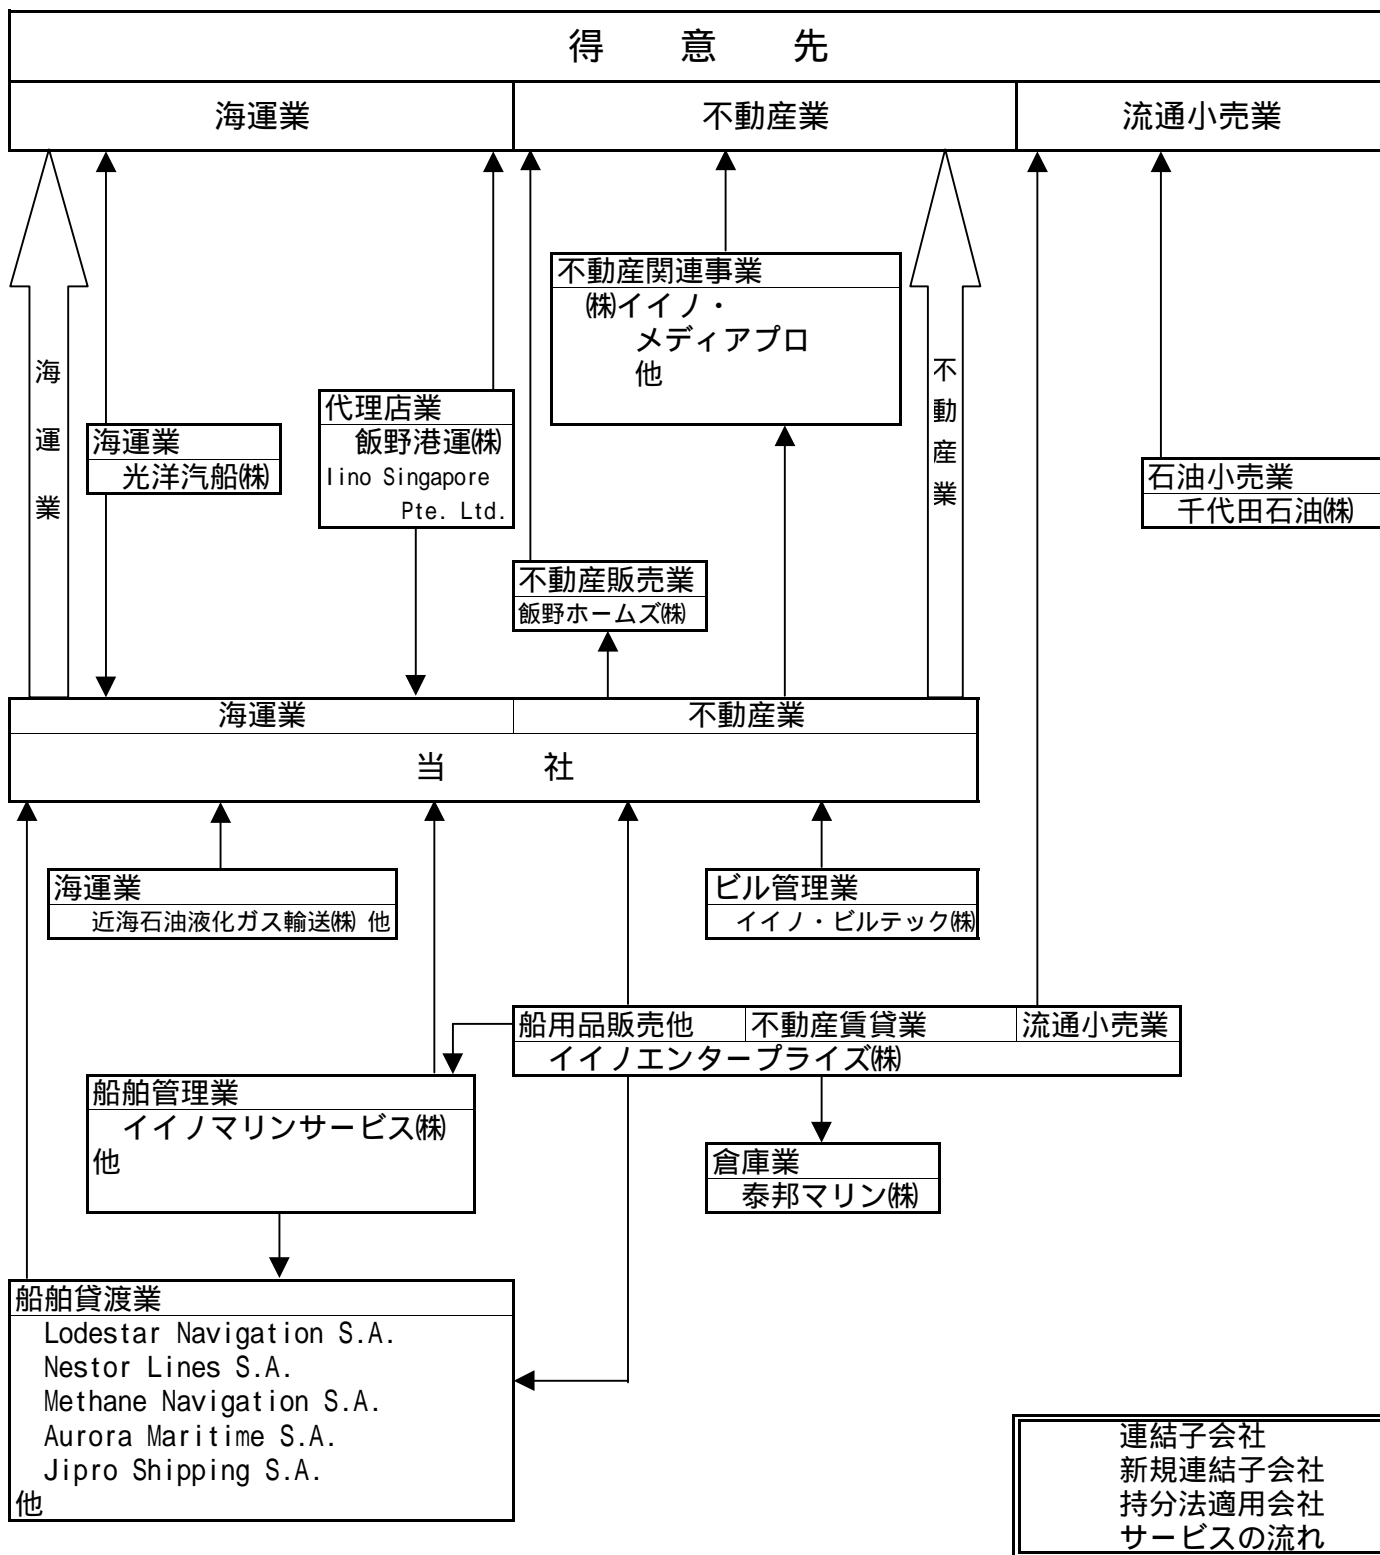 得 意 先
海運業 不動産業 流通小売業
不動産関連事業
㈱イイノ・
メディアプロ
他
海運業
不動産業
代理店業
飯野港運㈱
Iino Singapore
Pte. Ltd.
海運業
光洋汽船㈱
石油小売業
千代田石油㈱
不動産販売業
飯野ホームズ㈱
海運業 不動産業
当 社
海運業
近海石油液化ガス輸送㈱ 他
ビル管理業
イイノ・ビルテック㈱
船用品販売他 不動産賃貸業 流通小売業
イイノエンタープライズ㈱
船舶管理業
イイノマリンサービス㈱
他
倉庫業
泰邦マリン㈱
船舶貸渡業
Lodestar Navigation S.A.
Nestor Lines S.A.
Methane Navigation S.A.
Aurora Maritime S.A.
Jipro Shipping S.A.
他
連結子会社
新規連結子会社
持分法適用会社
サービスの流れ